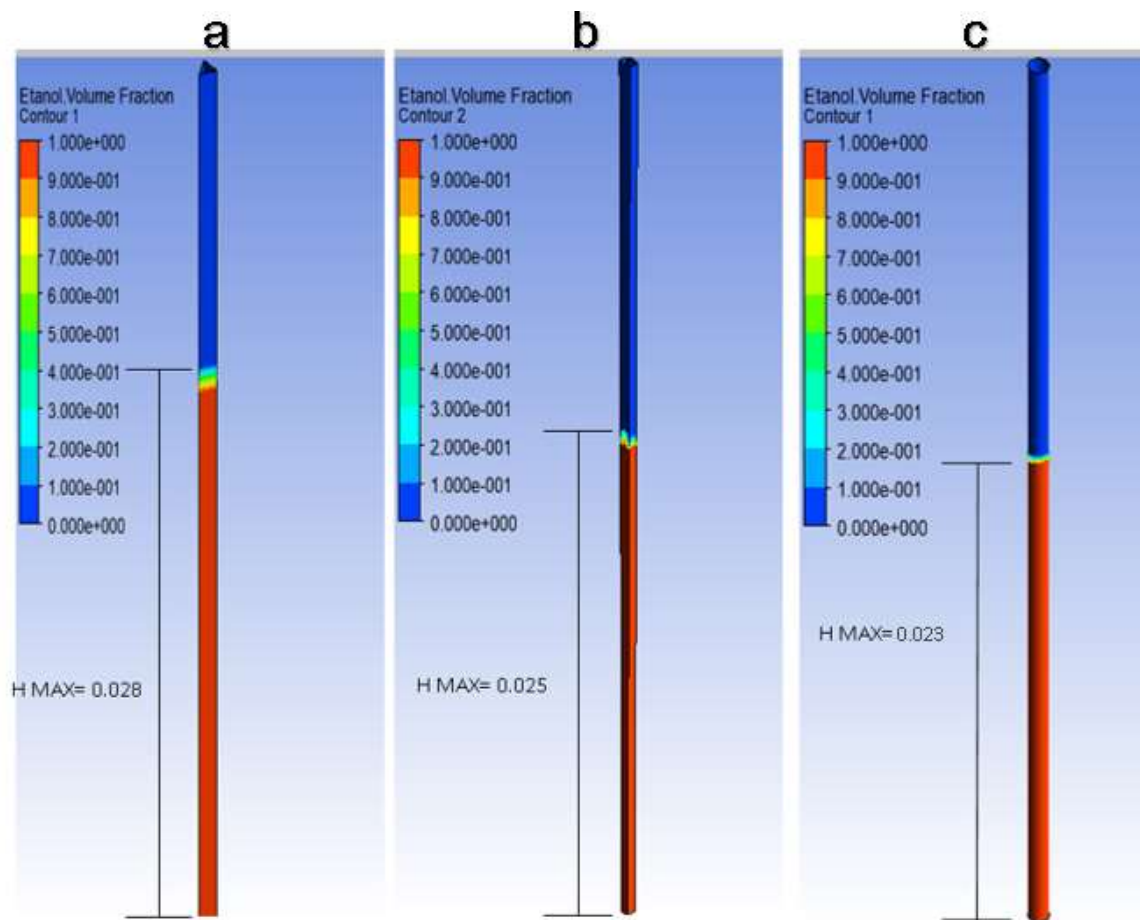 a
Etanol.Volume Fraction
Contour 1
1.000e+000
9.000e-001
8.000e-001
7.000e-001
6.000e-001
5.000e-001
4.000e-001
3.000e-001
2.000e-001
1.000e-001
0.000e+000
H MAX= 0.028
b
Etanol.Volume Fraction
Contour 2
1.000e+000
9.000e-001
8.000e-001
7.000e-001
6.000e-001
5.000e-001
4.000e-001
3.000e-001
2.000e-001
1.000e-001
0.000e+000
H MAX= 0.025
c
Etanol.Volume Fraction
Contour 1
1.000e+000
9.000e-001
8.000e-001
7.000e-001
6.000e-001
5.000e-001
4.000e-001
3.000e-001
2.000e-001
1.000e-001
0.000e+000
H MAX= 0.023